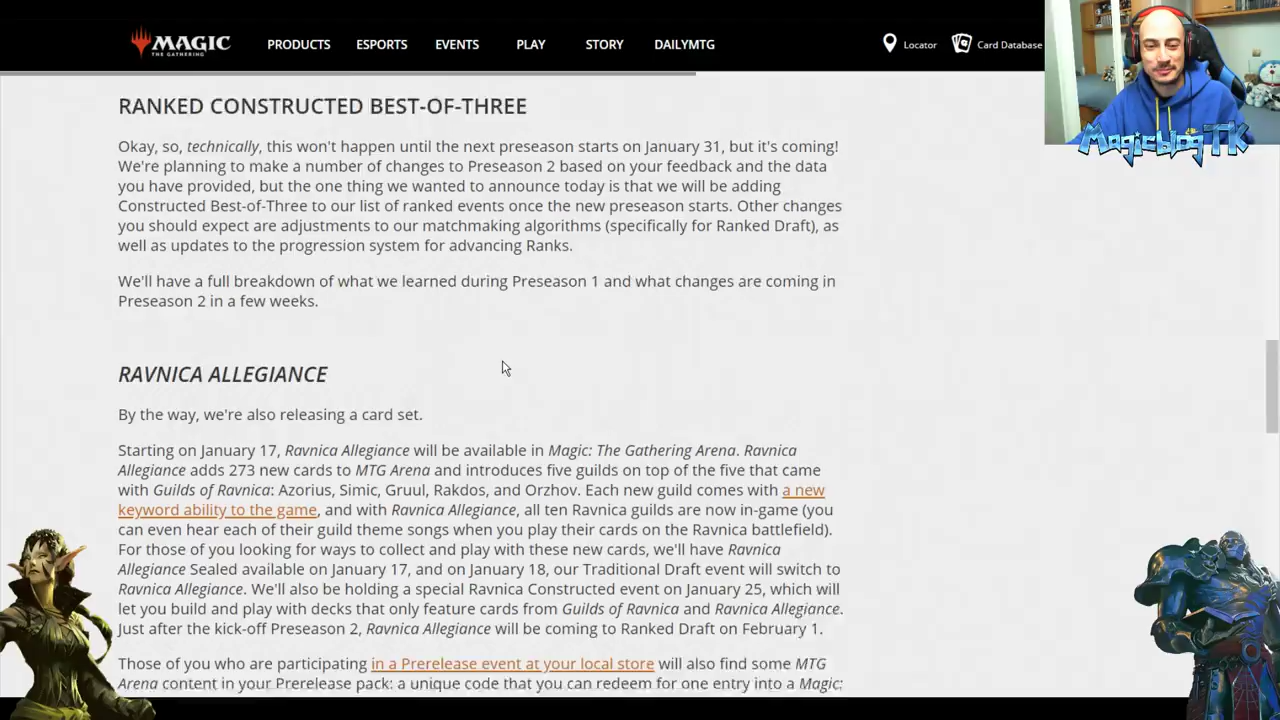 MAGIC
THE GATHERING
PRODUCTS
ESPORTS
EVENTS
PLAY
STORY
DAILYMTG
Locator
Card Database
MagicblogTK
RANKED CONSTRUCTED BEST-OF-THREE
Okay, so, technically, this won't happen until the next preseason starts on January 31, but it's coming!
We're planning to make a number of changes to Preseason 2 based on your feedback and the data
you have provided, but the one thing we wanted to announce today is that we will be adding
Constructed Best-of-Three to our list of ranked events once the new preseason starts. Other changes
you should expect are adjustments to our matchmaking algorithms (specifically for Ranked Draft), as
well as updates to the progression system for advancing Ranks.
We'll have a full breakdown of what we learned during Preseason 1 and what changes are coming in
Preseason 2 in a few weeks.
RAVNICA ALLEGIANCE
By the way, we're also releasing a card set.
Starting on January 17, Ravnica Allegiance will be available in Magic: The Gathering Arena. Ravnica
Allegiance adds 273 new cards to MTG Arena and introduces five guilds on top of the five that came
with Guilds of Ravnica: Azorius, Simic, Gruul, Rakdos, and Orzhov. Each new guild comes with a new
keyword ability to the game, and with Ravnica Allegiance, all ten Ravnica guilds are now in-game (you
can even hear each of their guild theme songs when you play their cards on the Ravnica battlefield).
For those of you looking for ways to collect and play with these new cards, we'll have Ravnica
Allegiance Sealed available on January 17, and on January 18, our Traditional Draft event will switch to
Ravnica Allegiance. We'll also be holding a special Ravnica Constructed event on January 25, which will
let you build and play with decks that only feature cards from Guilds of Ravnica and Ravnica Allegiance.
Just after the kick-off Preseason 2, Ravnica Allegiance will be coming to Ranked Draft on February 1.
Those of you who are participating in a Prerelease event at your local store will also find some MTG
Arena content in your Prerelease pack: a unique code that you can redeem for one entry into a Magic: